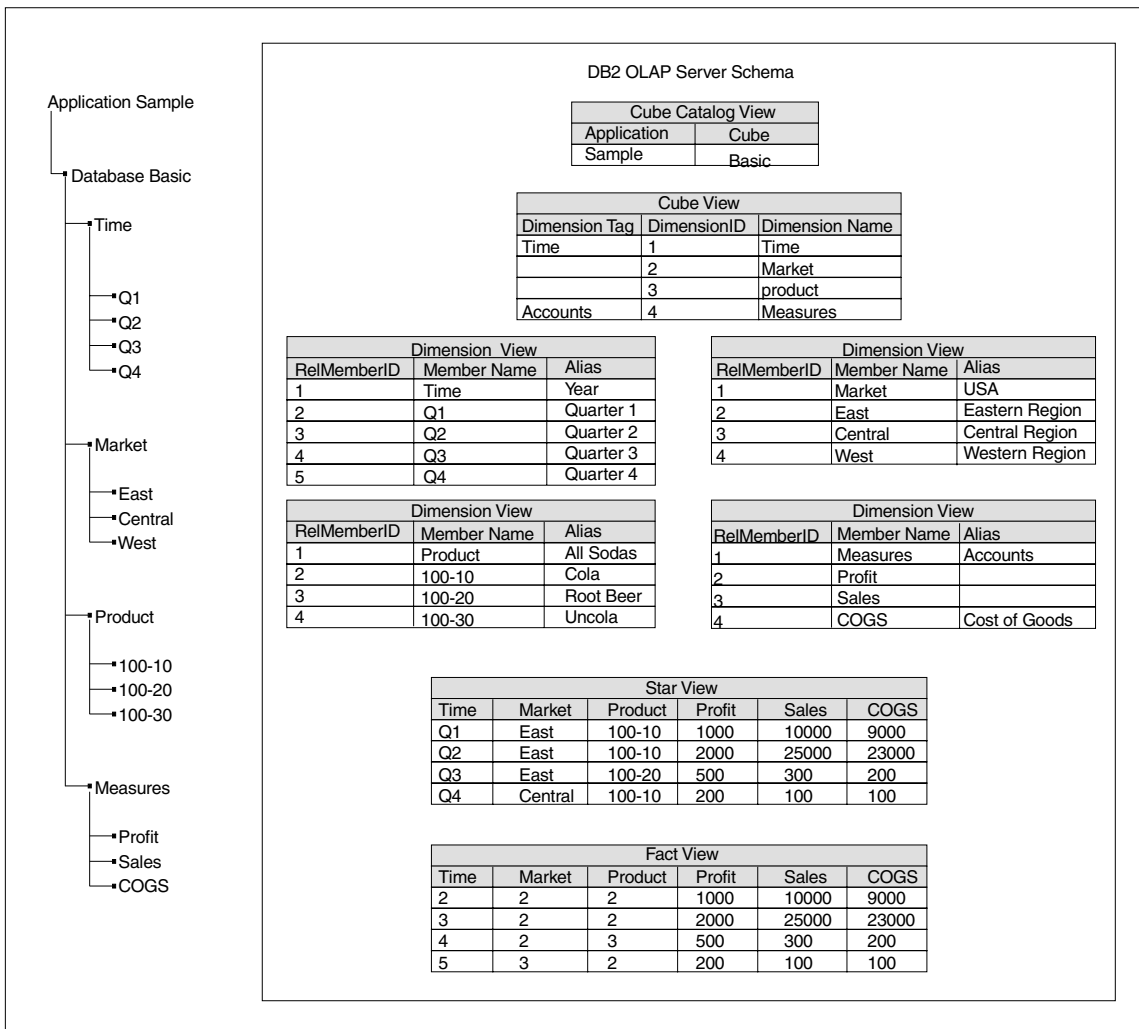 Application Sample
Database Basic
Time
Q1
Q2
Q3
Q4
Market
East
Central
West
Product
100-10
100-20
100-30
Measures
Profit
Sales
COGS
DB2 OLAP Server Schema
Cube Catalog View
Application Cube
Sample Basic
Cube View
Dimension Tag DimensionID Dimension Name
Time 1 Time
2 Market
3 product
Accounts 4 Measures
Dimension View
RelMemberID Member Name Alias
1 Time Year
2 Q1 Quarter 1
3 Q2 Quarter 2
4 Q3 Quarter 3
5 Q4 Quarter 4
Dimension View
RelMemberID Member Name Alias
1 Market USA
2 East Eastern Region
3 Central Central Region
4 West Western Region
Dimension View
RelMemberID Member Name Alias
1 Product All Sodas
2 100-10 Cola
3 100-20 Root Beer
4 100-30 Uncola
Dimension View
RelMemberID Member Name Alias
1 Measures Accounts
2 Profit
3 Sales
4 COGS Cost of Goods
Star View
Time Market Product Profit Sales COGS
Q1 East 100-10 1000 10000 9000
Q2 East 100-10 2000 25000 23000
Q3 East 100-20 500 300 200
Q4 Central 100-10 200 100 100
Fact View
Time Market Product Profit Sales COGS
2 2 2 1000 10000 9000
3 2 2 2000 25000 23000
4 2 3 500 300 200
5 3 2 200 100 100